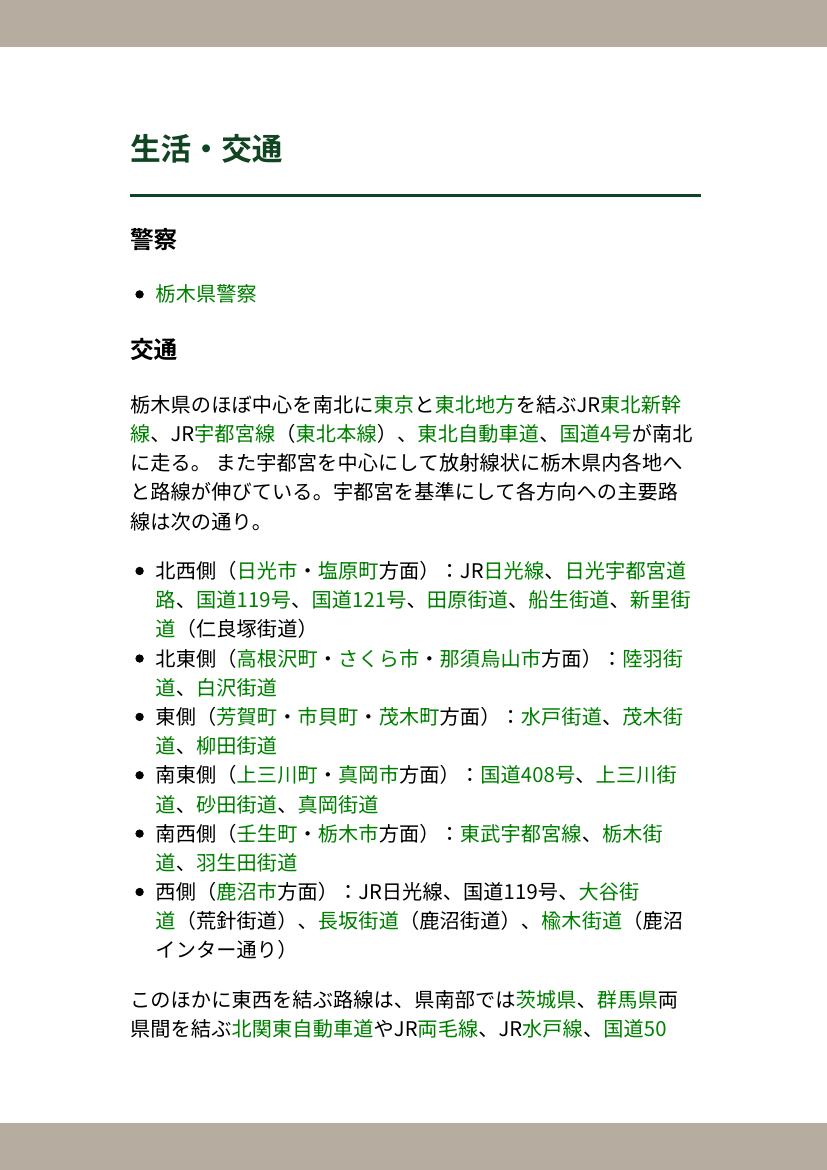 生活・交通
警察
栃木県警察
交通
栃木県のほぼ中心を南北に東京と東北地方を結ぶJR東北新幹
線、JR宇都宮線（東北本線）、東北自動車道、国道4号が南北
に走る。 また宇都宮を中心にして放射線状に栃木県内各地へ
と路線が伸びている。宇都宮を基準にして各方向への主要路
線は次の通り。
北西側（日光市・塩原町方面）：JR日光線、日光宇都宮道
路、国道119号、国道121号、田原街道、船生街道、新里街
道（仁良塚街道）
北東側（高根沢町・さくら市・那須烏山市方面）：陸羽街
道、白沢街道
東側（芳賀町・市貝町・茂木町方面）：水戸街道、茂木街
道、柳田街道
南東側（上三川町・真岡市方面）：国道408号、上三川街
道、砂田街道、真岡街道
南西側（壬生町・栃木市方面）：東武宇都宮線、栃木街
道、羽生田街道
西側（鹿沼市方面）：JR日光線、国道119号、大谷街
道（荒針街道）、長坂街道（鹿沼街道）、楡木街道（鹿沼
インター通り）
このほかに東西を結ぶ路線は、県南部では茨城県、群馬県両
県間を結ぶ北関東自動車道やJR両毛線、JR水戸線、国道50